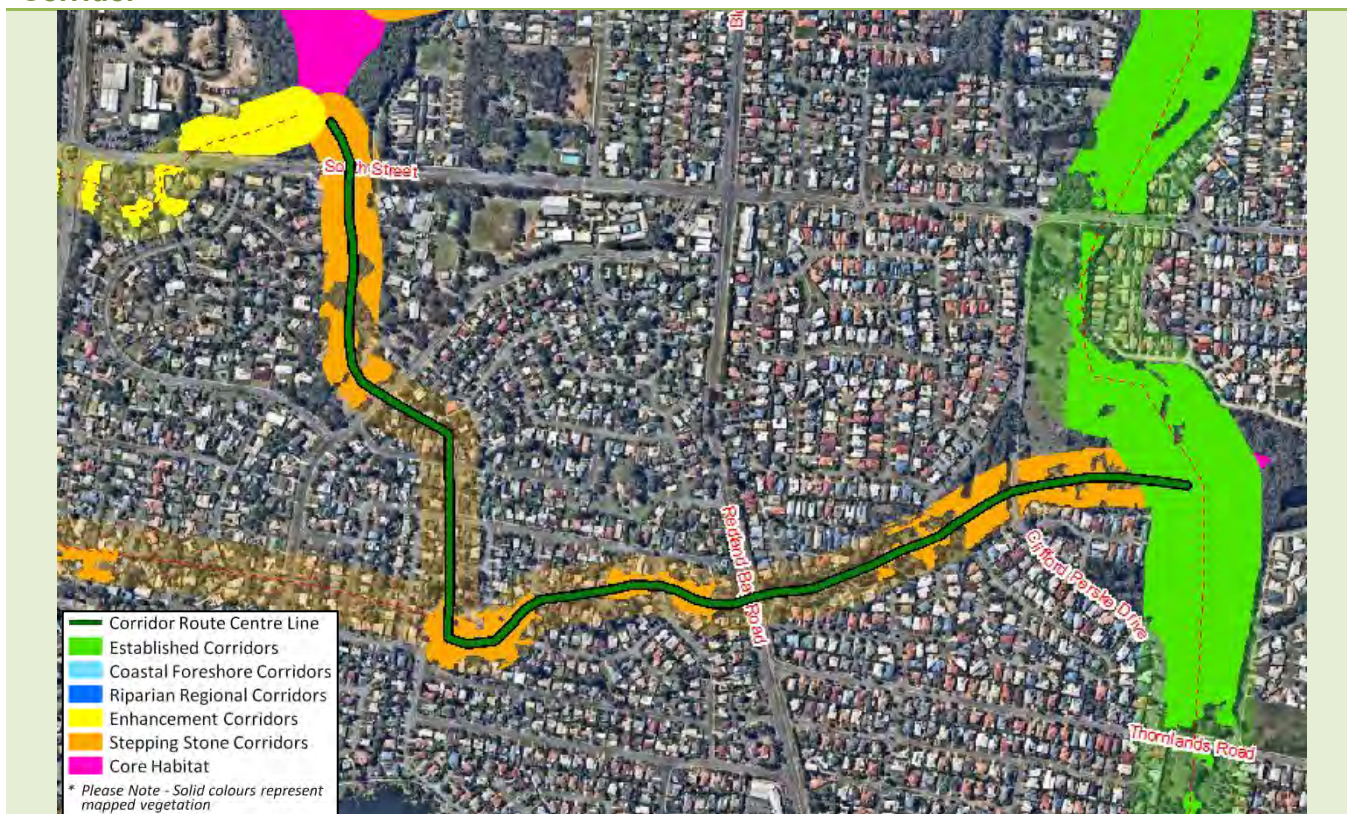 South Street
Redland Bay Road
Clifford Perske Drive
Thornlands Road
Corridor Route Centre Line
Established Corridors
Coastal Foreshore Corridors
Riparian Regional Corridors
Enhancement Corridors
Stepping Stone Corridors
Core Habitat
* Please Note - Solid colours represent
mapped vegetation